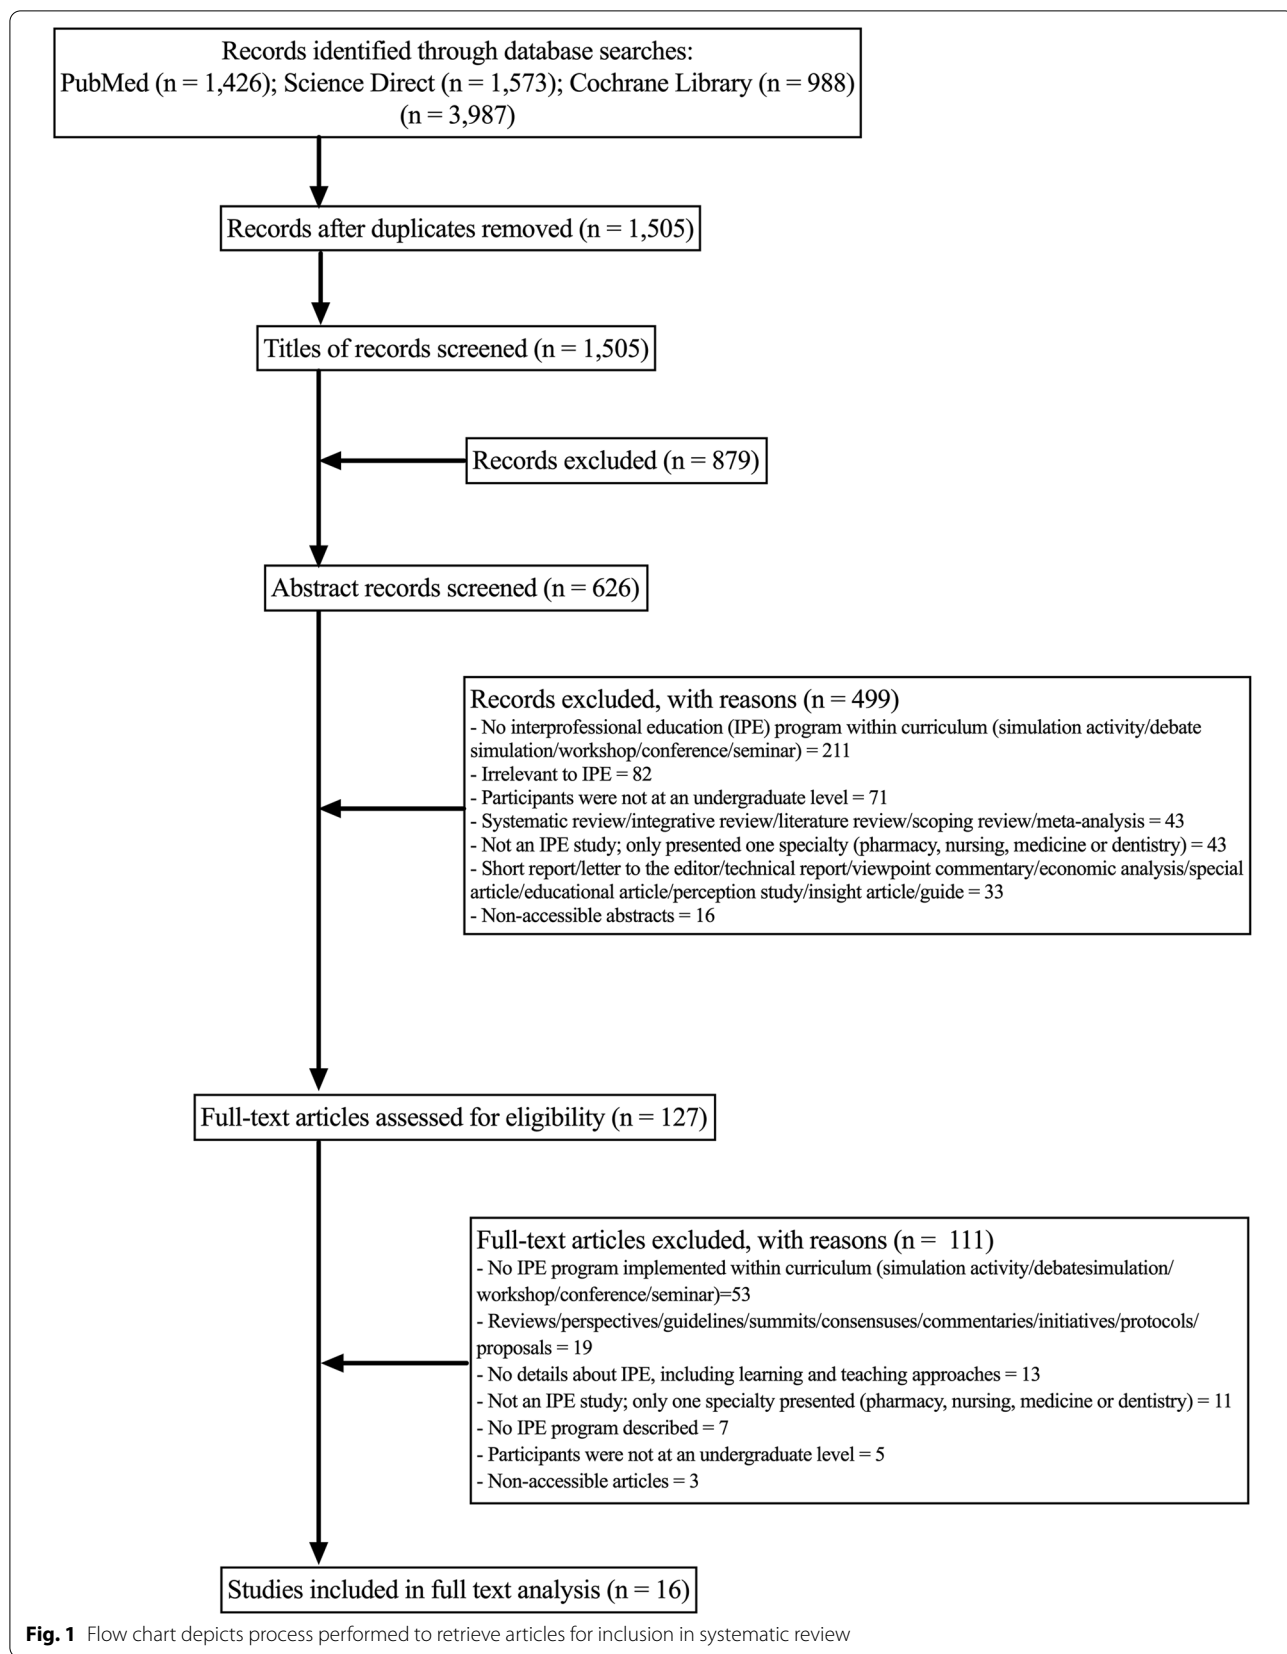 Records identified through database searches:
PubMed (n = 1,426); Science Direct (n = 1,573); Cochrane Library (n = 988)
(n = 3,987)
Records after duplicates removed (n = 1,505)
Titles of records screened (n = 1,505)
Records excluded (n = 879)
Abstract records screened (n = 626)
Records excluded, with reasons (n = 499)
- No interprofessional education (IPE) program within curriculum (simulation activity/debate
simulation/workshop/conference/seminar) = 211
- Irrelevant to IPE = 82
- Participants were not at an undergraduate level = 71
- Systematic review/integrative review/literature review/scoping review/meta-analysis = 43
- Not an IPE study; only presented one specialty (pharmacy, nursing, medicine or dentistry) = 43
- Short report/letter to the editor/technical report/viewpoint commentary/economic analysis/special
article/educational article/perception study/insight article/guide = 33
- Non-accessible abstracts = 16
Full-text articles assessed for eligibility (n = 127)
Full-text articles excluded, with reasons (n = 111)
- No IPE program implemented within curriculum (simulation activity/debatesimulation/
workshop/conference/seminar)=53
- Reviews/perspectives/guidelines/summits/consensuses/commentaries/initiatives/protocols/
proposals = 19
- No details about IPE, including learning and teaching approaches = 13
- Not an IPE study; only one specialty presented (pharmacy, nursing, medicine or dentistry) = 11
- No IPE program described = 7
- Participants were not at an undergraduate level = 5
- Non-accessible articles = 3
Studies included in full text analysis (n = 16)
Fig. 1 Flow chart depicts process performed to retrieve articles for inclusion in systematic review